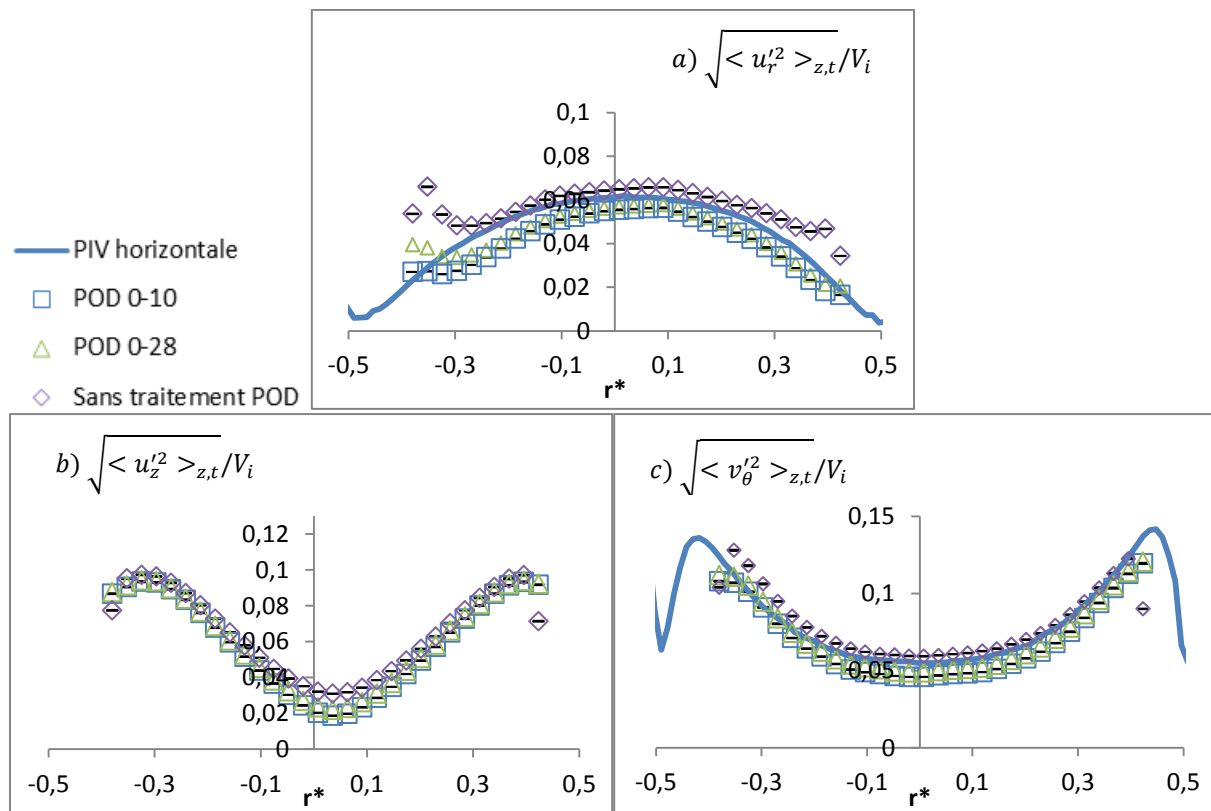 a) √<u'r²>z,t/Vi
0,1
0,08
0,06
0,04
0,02
0
-0,5 -0,3 -0,1 0,1 0,3 0,5
r*
PIV horizontale
POD 0-10
POD 0-28
Sans traitement POD
b) √<u'z²>z,t/Vi
0,12
0,1
0,08
0,06
0,04
0,02
0
-0,5 -0,3 -0,1 0,1 0,3 0,5
r*
c) √<v'θ²>z,t/Vi
0,15
0,1
0,05
0
-0,5 -0,3 -0,1 0,1 0,3 0,5
r*